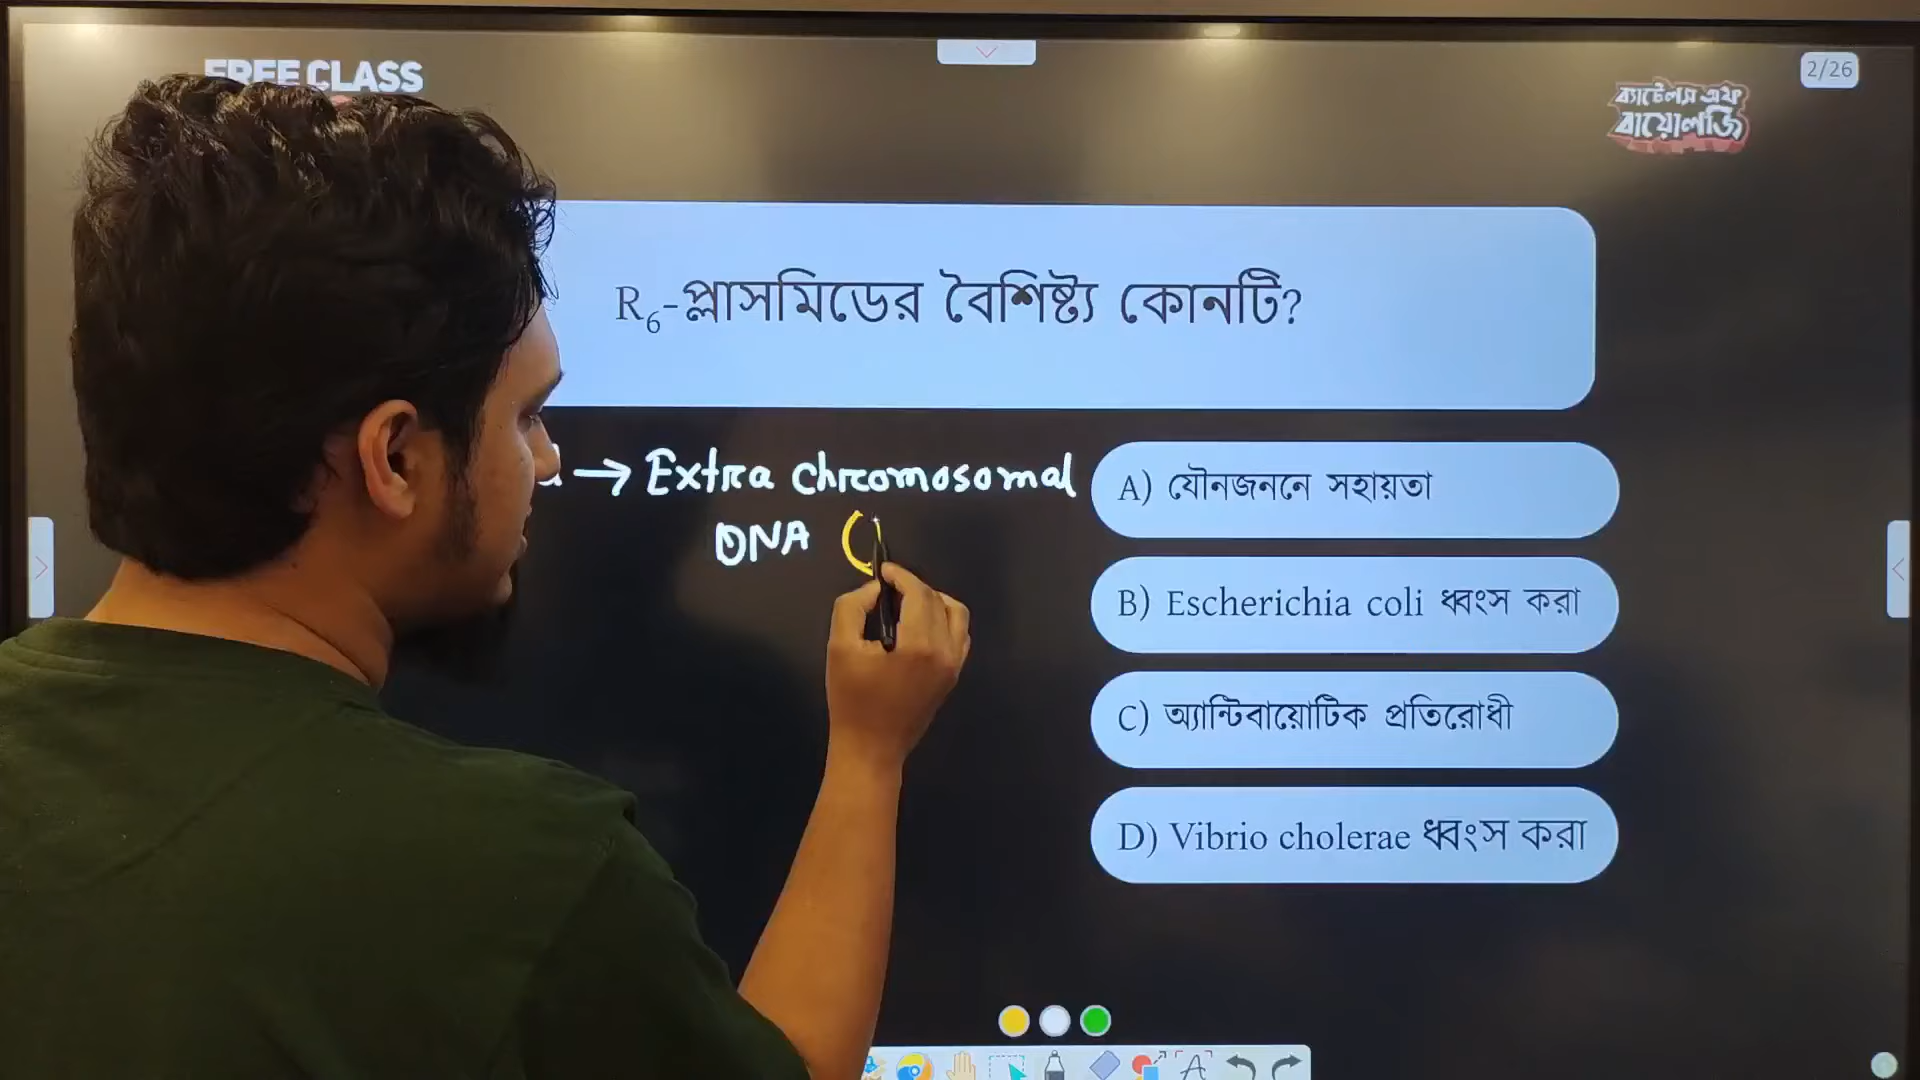 FREE CLASS
2/26
ব্যাটেলস অফ
বায়োলজি
R₆-প্লাসমিডের বৈশিষ্ট্য কোনটি?
→ Extra chromosomal
DNA
A) যৌনজননে সহায়তা
B) Escherichia coli ধ্বংস করা
C) অ্যান্টিবায়োটিক প্রতিরোধী
D) Vibrio cholerae ধ্বংস করা